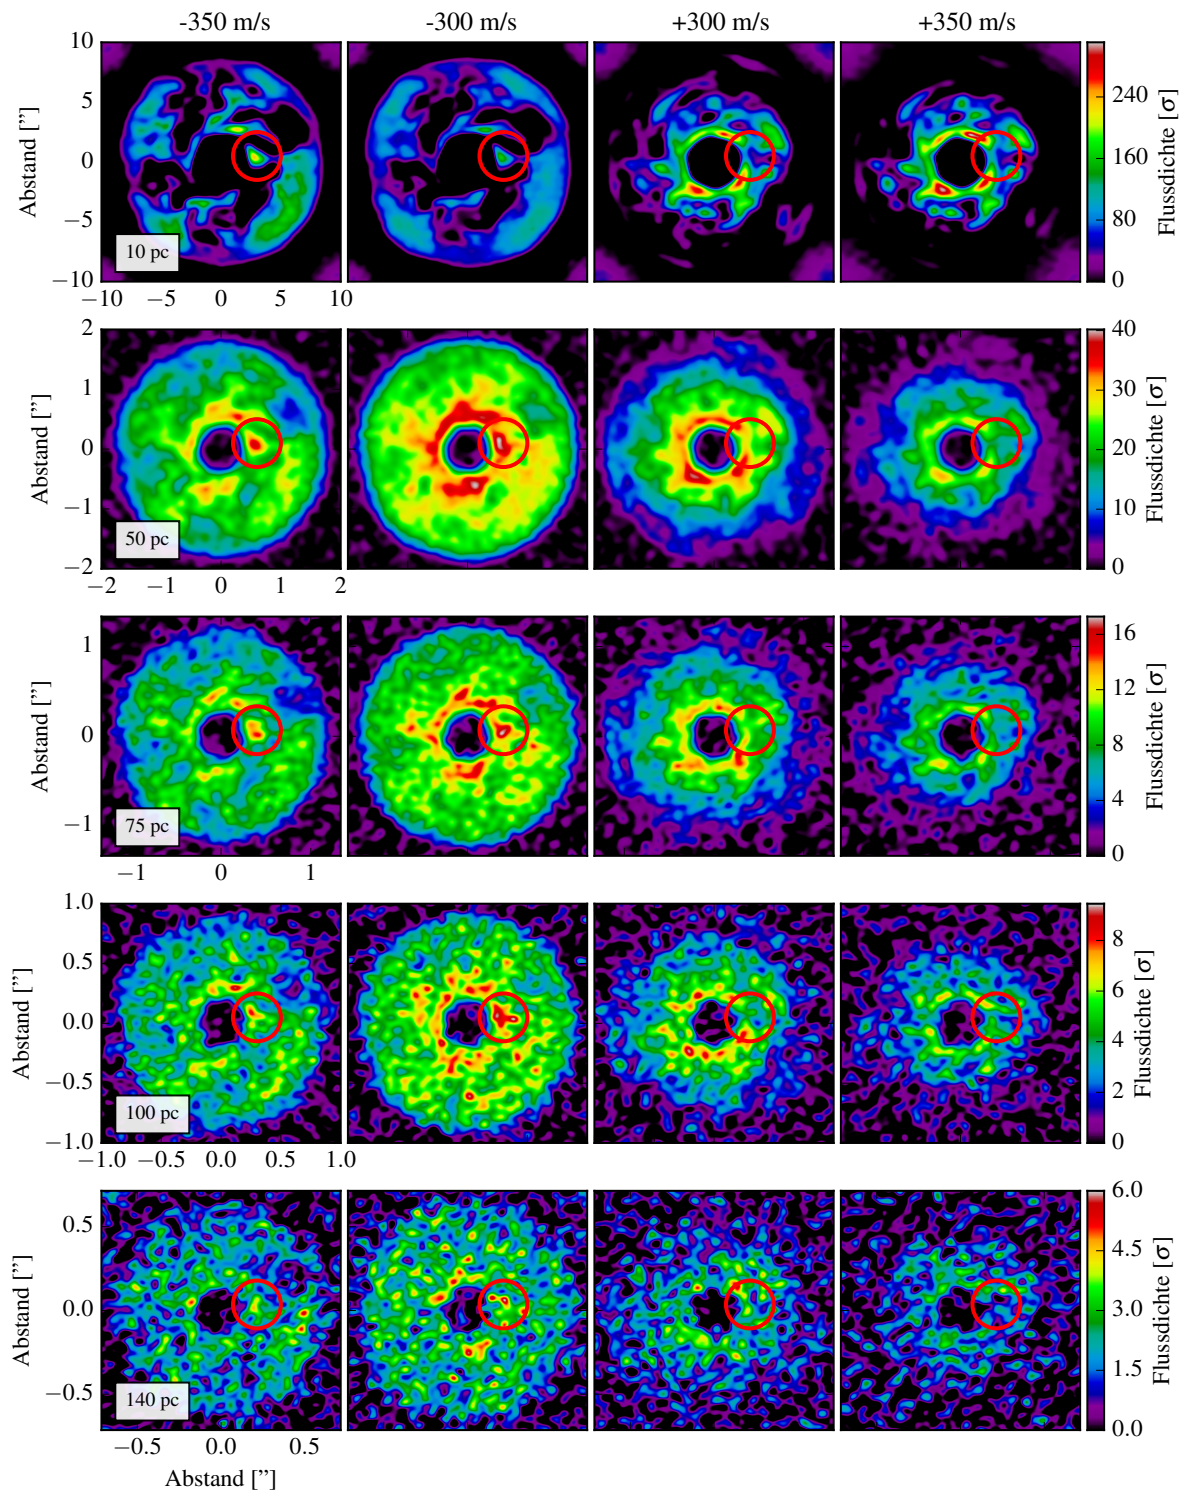 -350 m/s -300 m/s +300 m/s +350 m/s
10
5
0
−5
−10
Abstand [”]
10 pc
−10 −5 0 5 10
240
160
80
0
Flussdichte [σ]
2
1
0
−1
−2
Abstand [”]
50 pc
−2 −1 0 1 2
40
30
20
10
0
Flussdichte [σ]
1
0
−1
Abstand [”]
75 pc
−1 0 1
16
12
8
4
0
Flussdichte [σ]
1.0
0.5
0.0
−0.5
−1.0
Abstand [”]
100 pc
−1.0 −0.5 0.0 0.5 1.0
8
6
4
2
0
Flussdichte [σ]
0.5
0.0
−0.5
Abstand [”]
140 pc
−0.5 0.0 0.5
Abstand [”]
6.0
4.5
3.0
1.5
0.0
Flussdichte [σ]